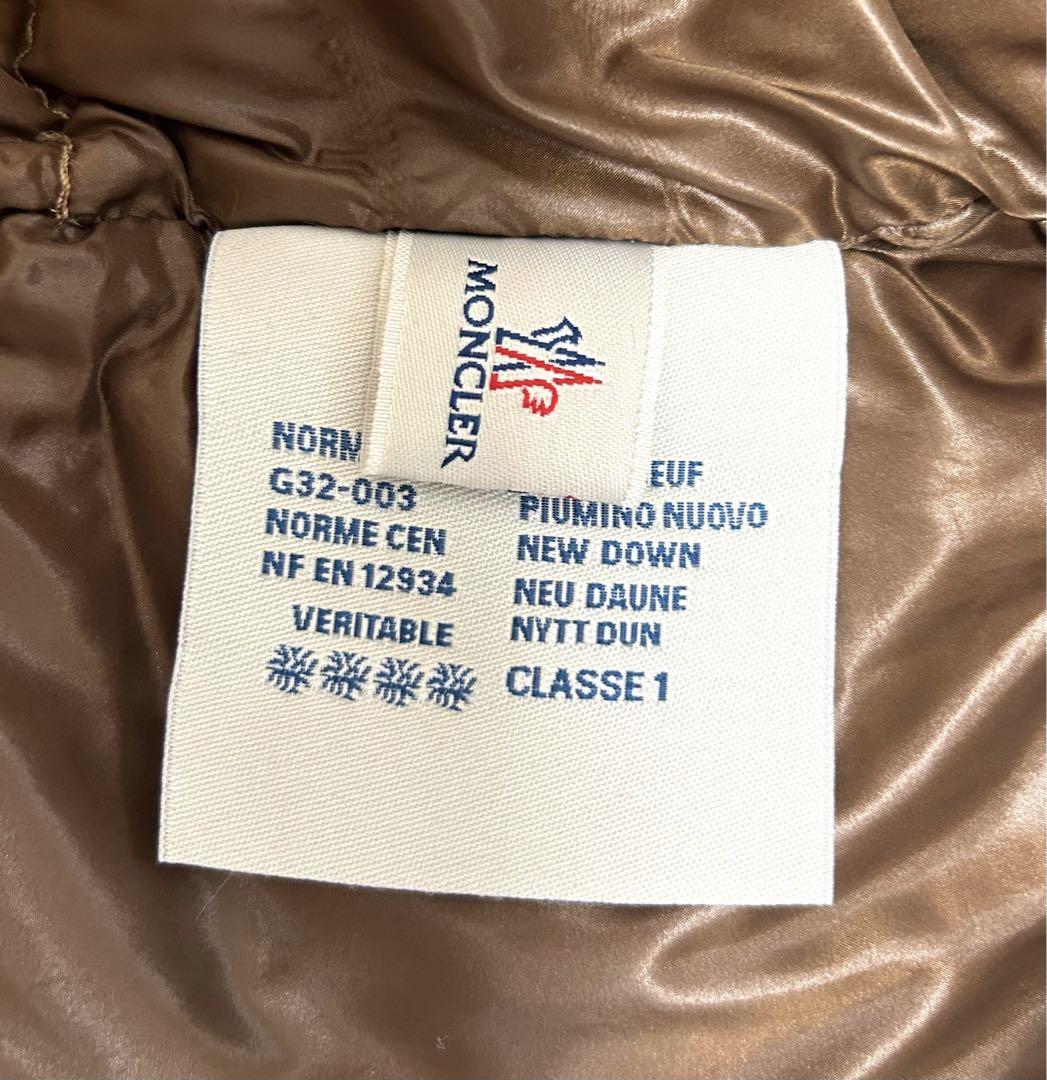 MONCLER
NORM
G32-003
NORME CEN
NF EN 12934
VERITABLE
EUF
PIUMINO NUOVO
NEW DOWN
NEU DAUNE
NYTT DUN
CLASSE 1